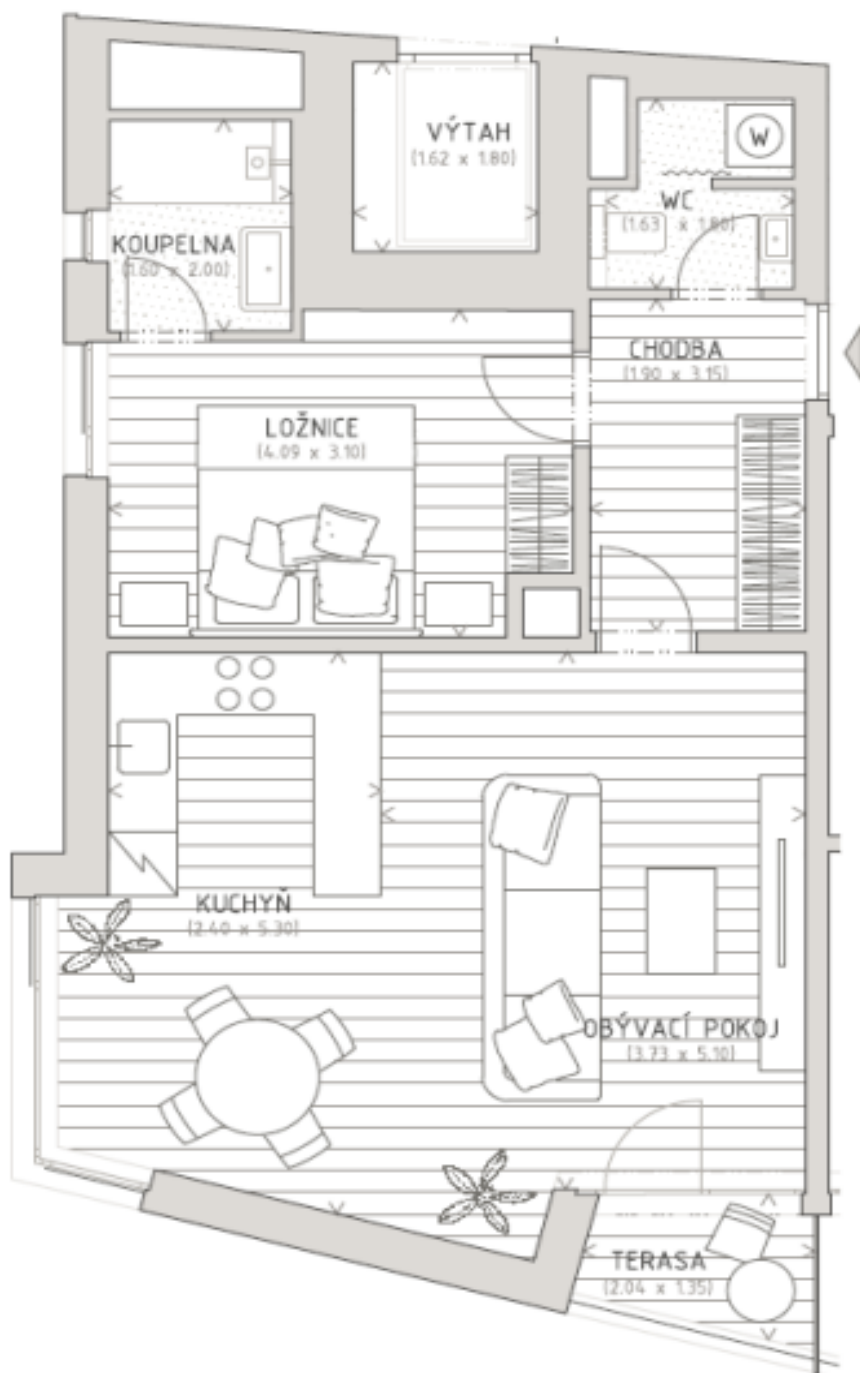 VÝTAH
(1.62 x 1.80)
W
WC
(1.63 x 1.80)
KOUPELNA
(1.60 x 2.00)
CHODBA
(1.90 x 3.15)
LOŽNICE
(4.09 x 3.10)
KUCHYŇ
(2.40 x 5.30)
OBÝVACÍ POKOJ
(3.73 x 5.10)
TERASA
(2.04 x 1.35)